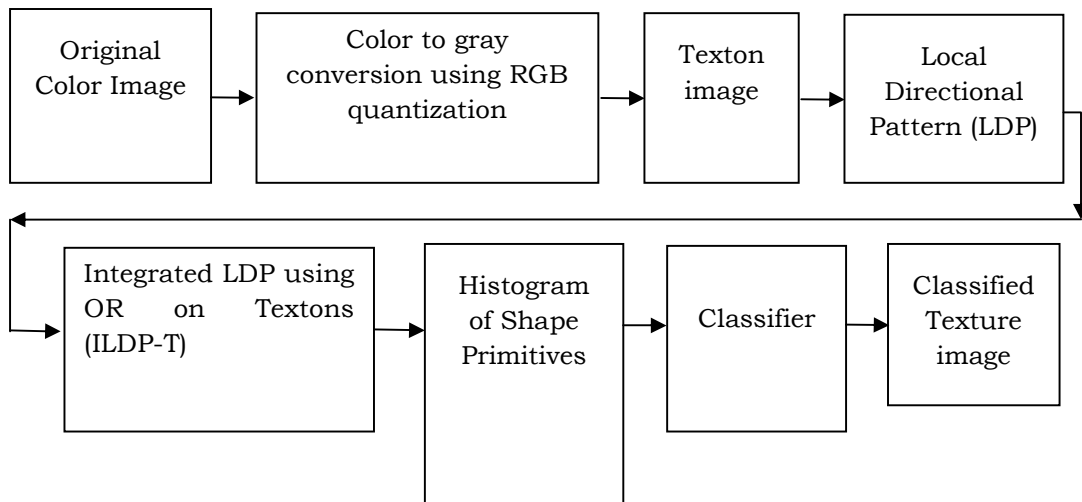 Original
Color Image
Color to gray
conversion using RGB
quantization
Texton
image
Local
Directional
Pattern (LDP)
Integrated LDP using
OR on Textons
(ILDP-T)
Histogram
of Shape
Primitives
Classifier
Classified
Texture
image